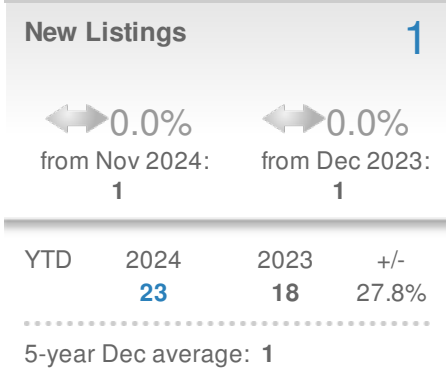 New Listings 1
0.0% 0.0%
from Nov 2024: from Dec 2023:
1 1
YTD 2024 2023 +/-
23 18 27.8%
5-year Dec average: 1